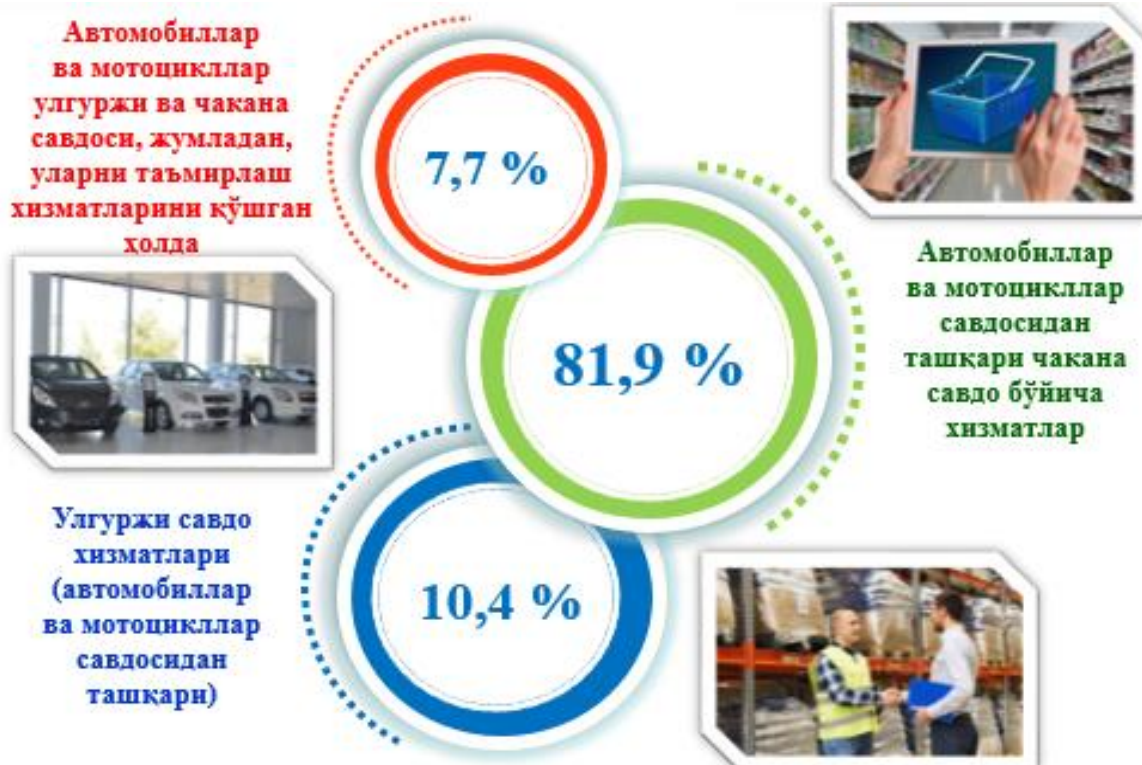 Автомобиллар
ва мотоцикллар
улгуржи ва чакана
савдоси, жумладан,
уларни таъмирлаш
хизматларини қўшган
ҳолда
7,7 %
81,9 %
Автомобиллар
ва мотоцикллар
савдосидан
ташқари чакана
савдо бўйича
хизматлар
Улгуржи савдо
хизматлари
(автомобиллар
ва мотоцикллар
савдосидан
ташқари)
10,4 %